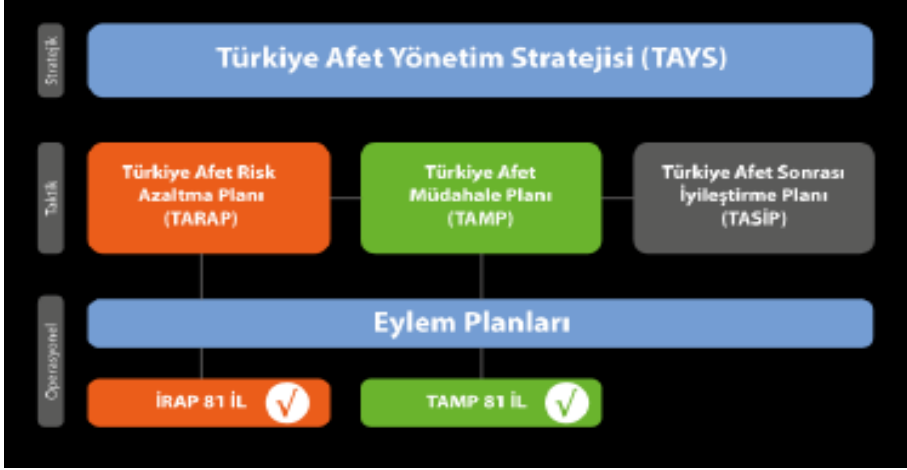 Stratejik
Türkiye Afet Yönetim Stratejisi (TAYS)
Taktik
Türkiye Afet Risk
Azaltma Planı
(TARAP)
Türkiye Afet
Müdahale Planı
(TAMP)
Türkiye Afet Sonrası
İyileştirme Planı
(TASİP)
Operasyonel
Eylem Planları
İRAP 81 İL
TAMP 81 İL